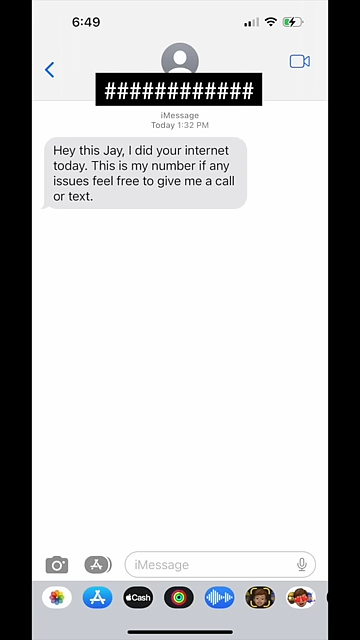 6:49
############
iMessage
Today 1:32 PM
Hey this Jay, I did your internet
today. This is my number if any
issues feel free to give me a call
or text.
iMessage
Cash